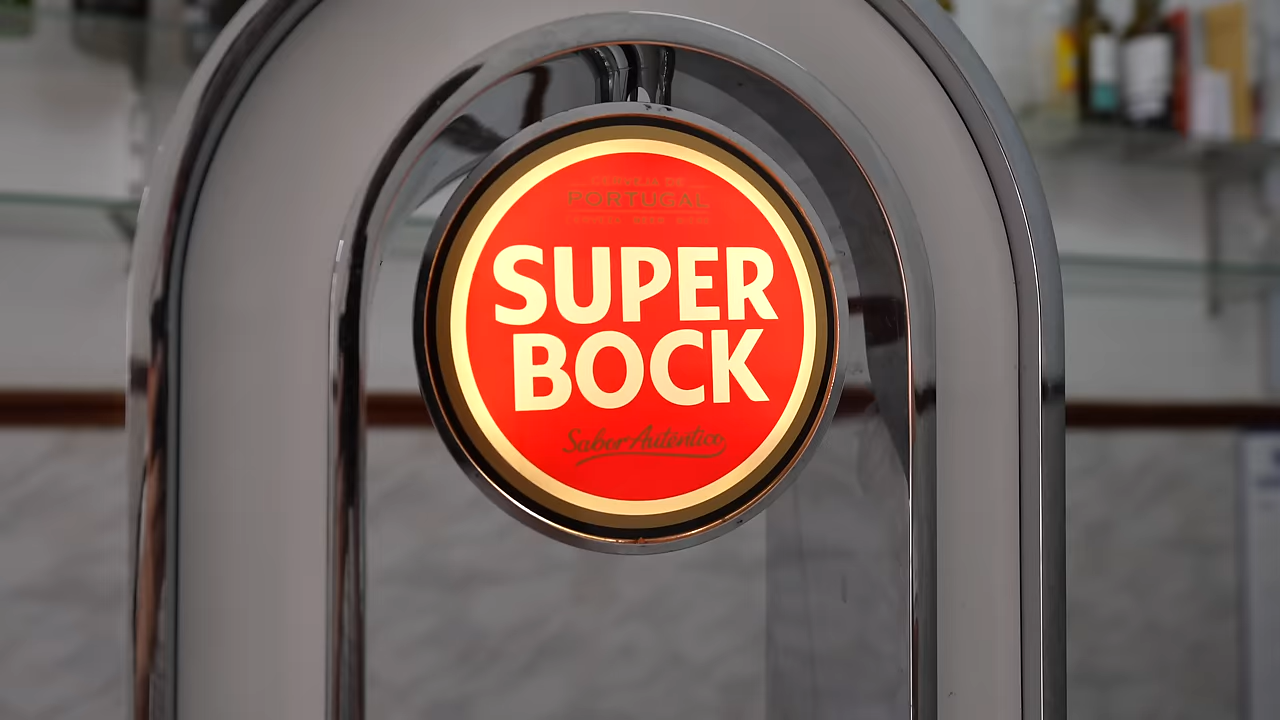 CERVEJA DE
PORTUGAL
SUPER
BOCK
Sabor Autêntico